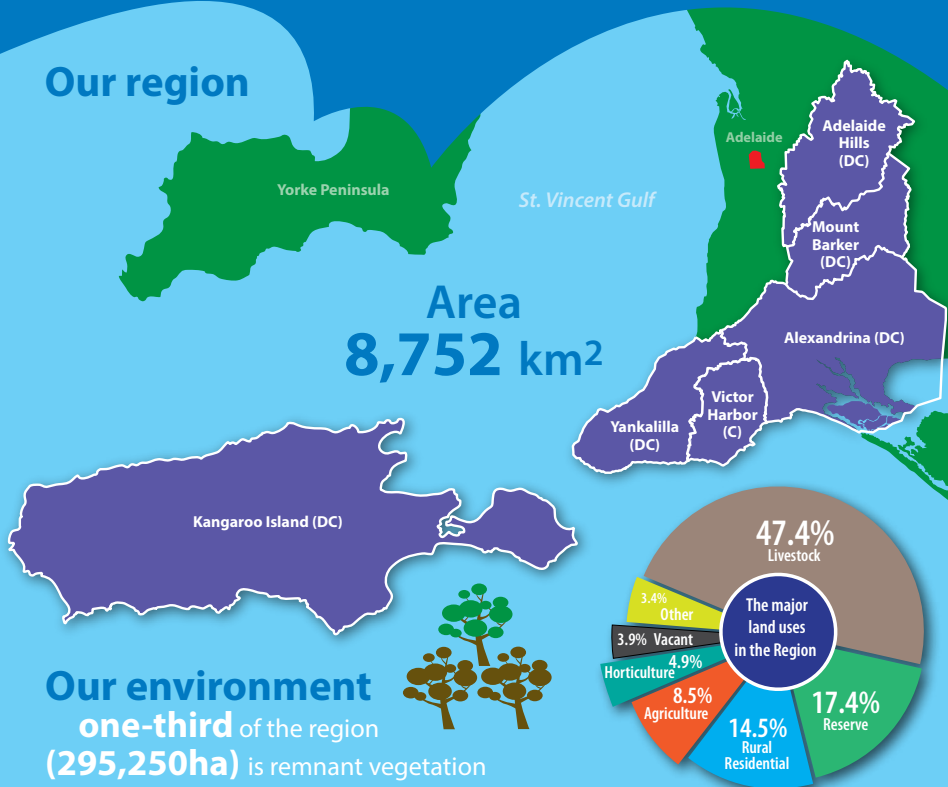 Our region
Adelaide
Adelaide
Hills
(DC)
Yorke Peninsula
St. Vincent Gulf
Mount
Barker
(DC)
Area
8,752 km²
Alexandrina (DC)
Victor
Harbor
(C)
Yankalilla
(DC)
Kangaroo Island (DC)
47.4%
Livestock
3.4%
Other
3.9% Vacant
4.9%
Horticulture
8.5%
Agriculture
14.5%
Rural
Residential
17.4%
Reserve
The major
land uses
in the Region
Our environment
one-third of the region
(295,250ha) is remnant vegetation